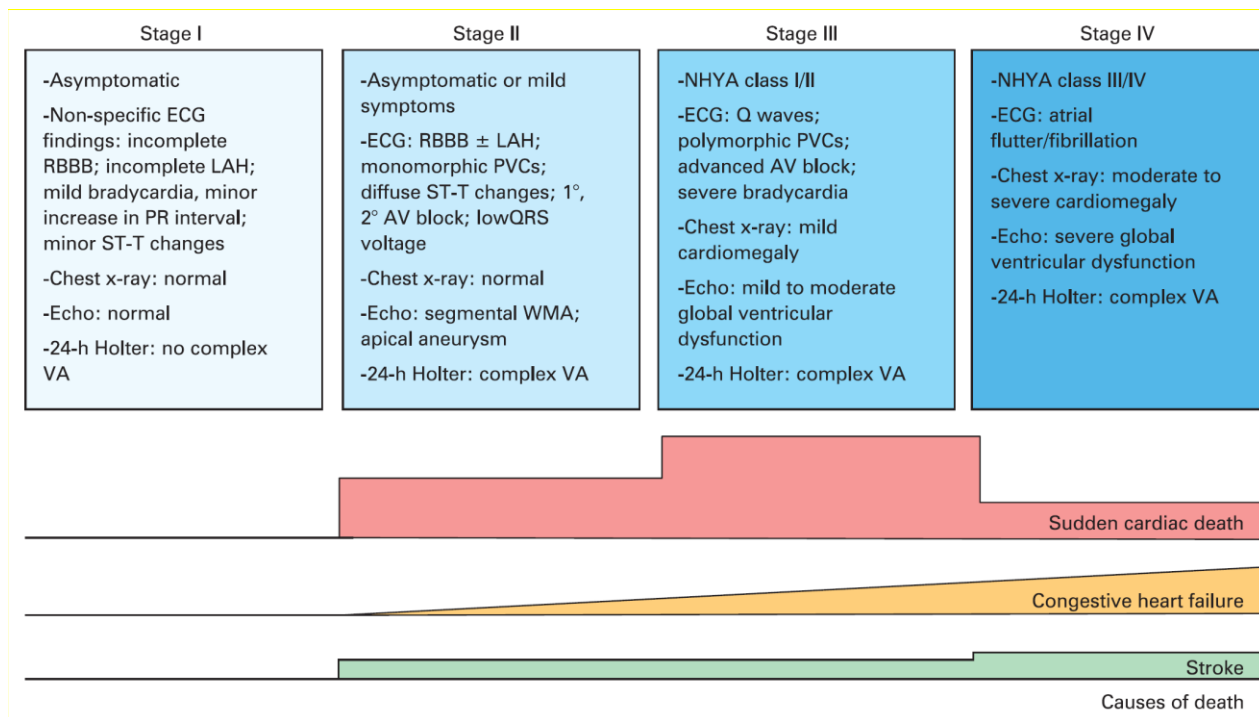 Stage I
-Asymptomatic
-Non-specific ECG
findings: incomplete
RBBB; incomplete LAH;
mild bradycardia, minor
increase in PR interval;
minor ST-T changes
-Chest x-ray: normal
-Echo: normal
-24-h Holter: no complex
VA
Stage II
-Asymptomatic or mild
symptoms
-ECG: RBBB ± LAH;
monomorphic PVCs;
diffuse ST-T changes; 1°,
2° AV block; lowQRS
voltage
-Chest x-ray: normal
-Echo: segmental WMA;
apical aneurysm
-24-h Holter: complex VA
Stage III
-NHYA class I/II
-ECG: Q waves;
polymorphic PVCs;
advanced AV block;
severe bradycardia
-Chest x-ray: mild
cardiomegaly
-Echo: mild to moderate
global ventricular
dysfunction
-24-h Holter: complex VA
Stage IV
-NHYA class III/IV
-ECG: atrial
flutter/fibrillation
-Chest x-ray: moderate to
severe cardiomegaly
-Echo: severe global
ventricular dysfunction
-24-h Holter: complex VA
Sudden cardiac death
Congestive heart failure
Stroke
Causes of death